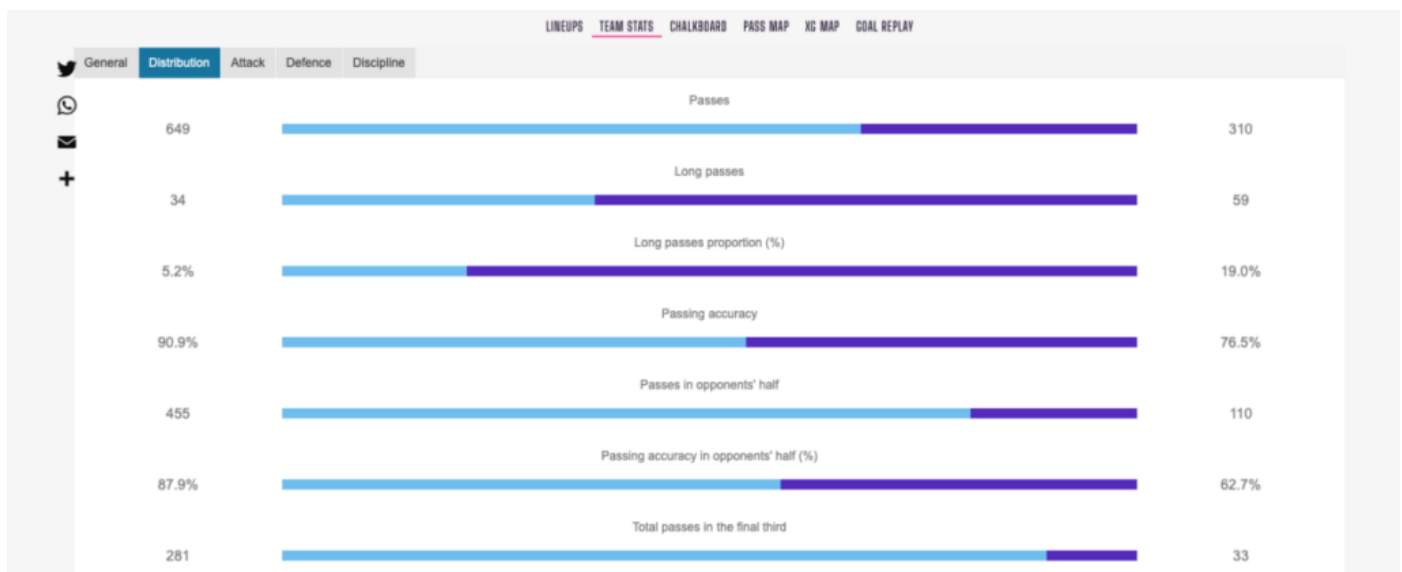 LINEUPS TEAM STATS CHALKBOARD PASS MAP XG MAP GOAL REPLAY
General Distribution Attack Defence Discipline
Passes
649 310
Long passes
34 59
Long passes proportion (%)
5.2% 19.0%
Passing accuracy
90.9% 76.5%
Passes in opponents' half
455 110
Passing accuracy in opponents' half (%)
87.9% 62.7%
Total passes in the final third
281 33